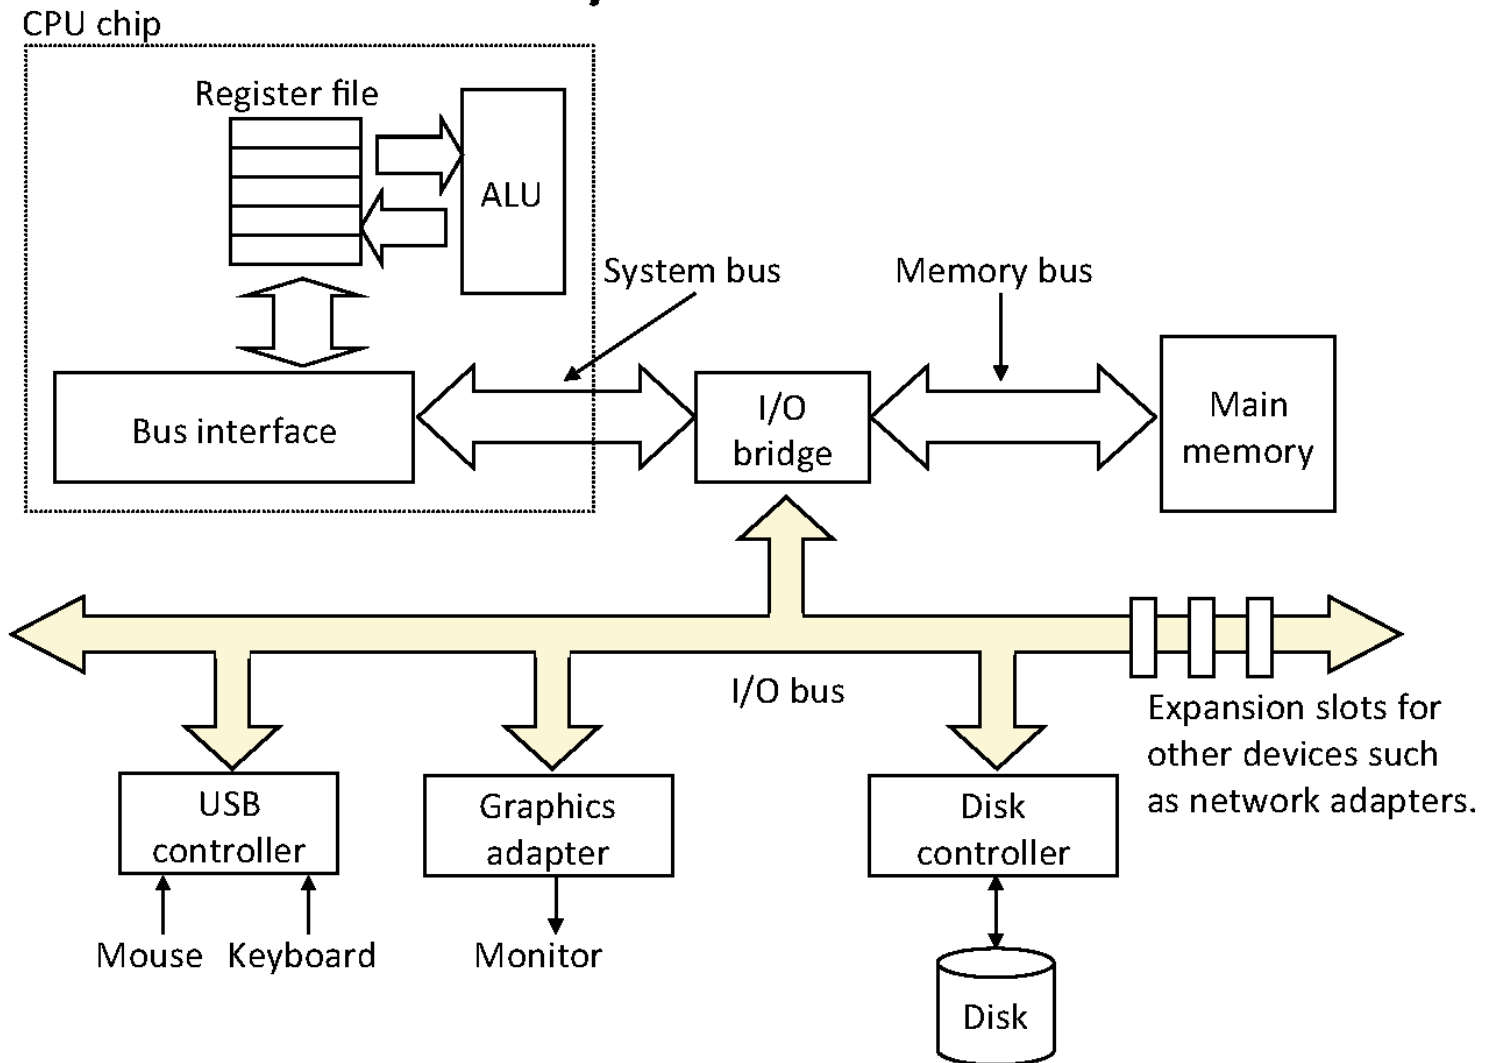 CPU chip
Register file
ALU
System bus
Memory bus
Bus interface
I/O
bridge
Main
memory
I/O bus
Expansion slots for
other devices such
as network adapters.
USB
controller
Graphics
adapter
Disk
controller
Mouse
Keyboard
Monitor
Disk